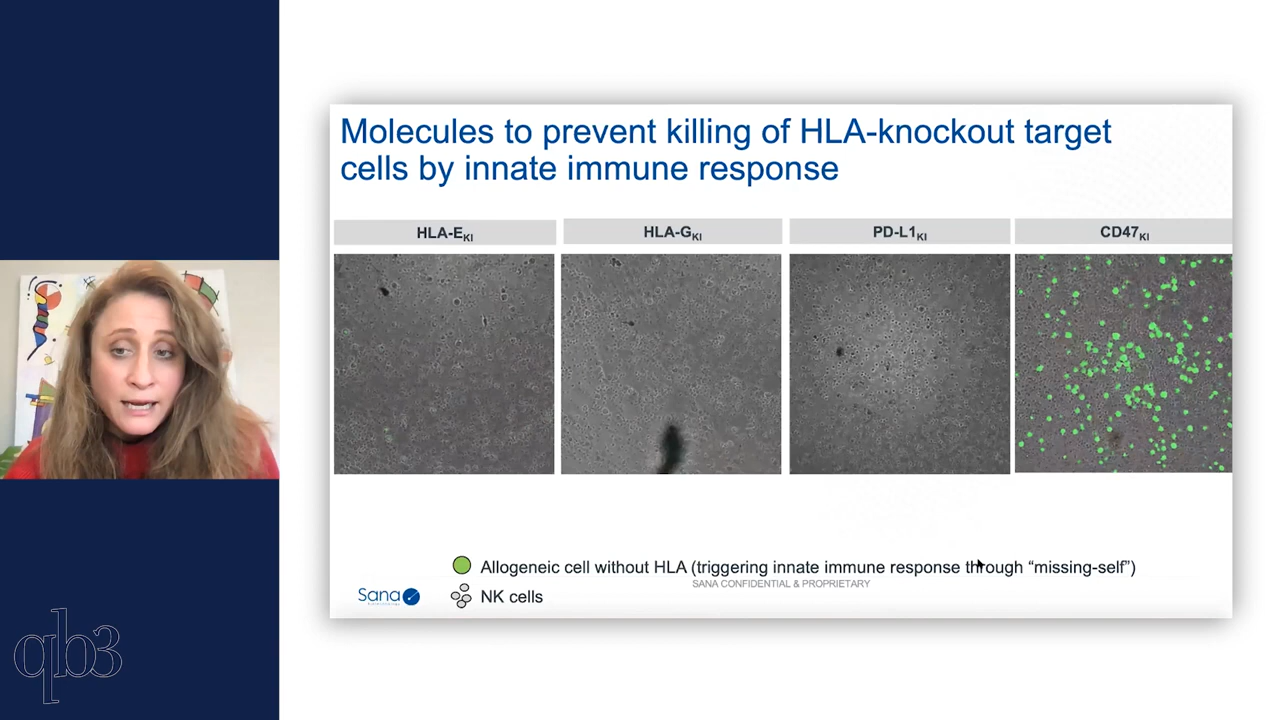 Molecules to prevent killing of HLA-knockout target
cells by innate immune response
HLA-EKI
HLA-GKI
PD-L1KI
CD47KI
Allogeneic cell without HLA (triggering innate immune response through “missing-self”)
SANA CONFIDENTIAL & PROPRIETARY
Sana
NK cells
qb3